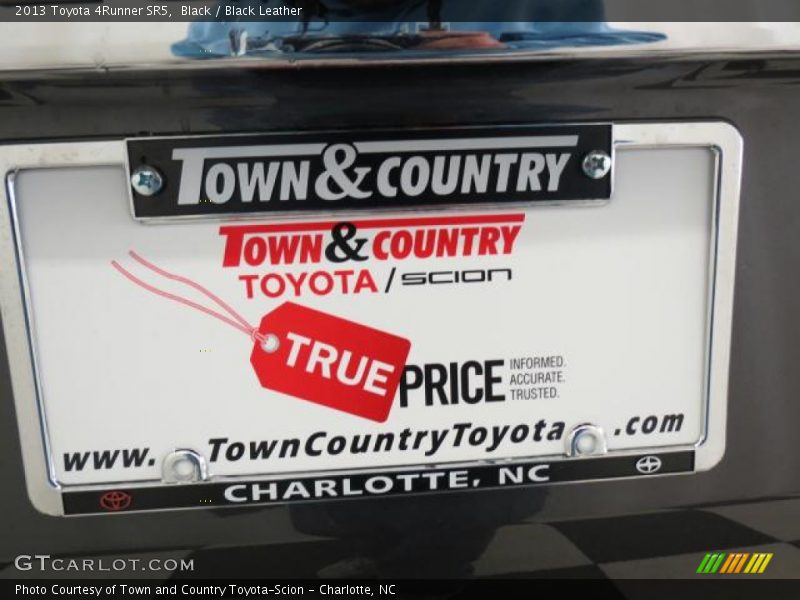 2013 Toyota 4Runner SR5, Black / Black Leather
TOWN & COUNTRY
TOWN & COUNTRY
TOYOTA / SCION
TRUE PRICE
INFORMED.
ACCURATE.
TRUSTED.
www.TownCountryToyota.com
CHARLOTTE, NC
GTCARLOT.COM
Photo Courtesy of Town and Country Toyota-Scion - Charlotte, NC